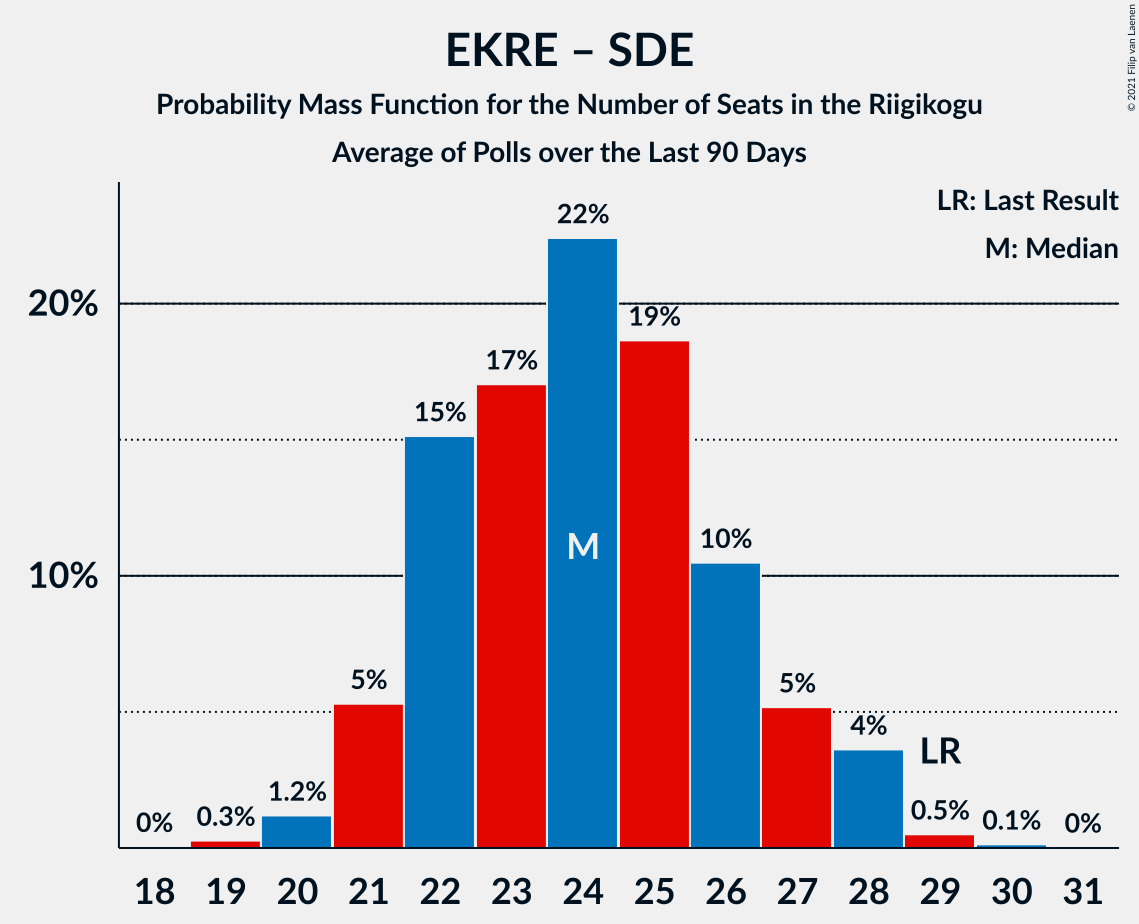 EKRE – SDE
Probability Mass Function for the Number of Seats in the Riigikogu
Average of Polls over the Last 90 Days
© 2021 Filip van Laenen
LR: Last Result
M: Median
22%
20%
19%
17%
15%
M
10%
10%
5%
5%
4%
LR
1.2%
0.5%
0.3%
0.1%
0%
0%
18 19 20 21 22 23 24 25 26 27 28 29 30 31